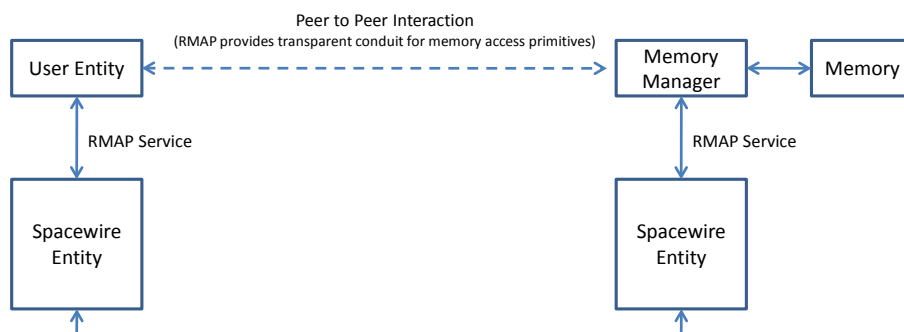 Peer to Peer Interaction
(RMAP provides transparent conduit for memory access primitives)
User Entity
Memory
Manager
Memory
RMAP Service
RMAP Service
Spacewire
Entity
Spacewire
Entity